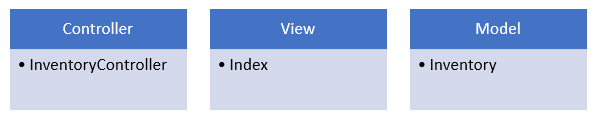 Controller
• InventoryController
View
• Index
Model
• Inventory